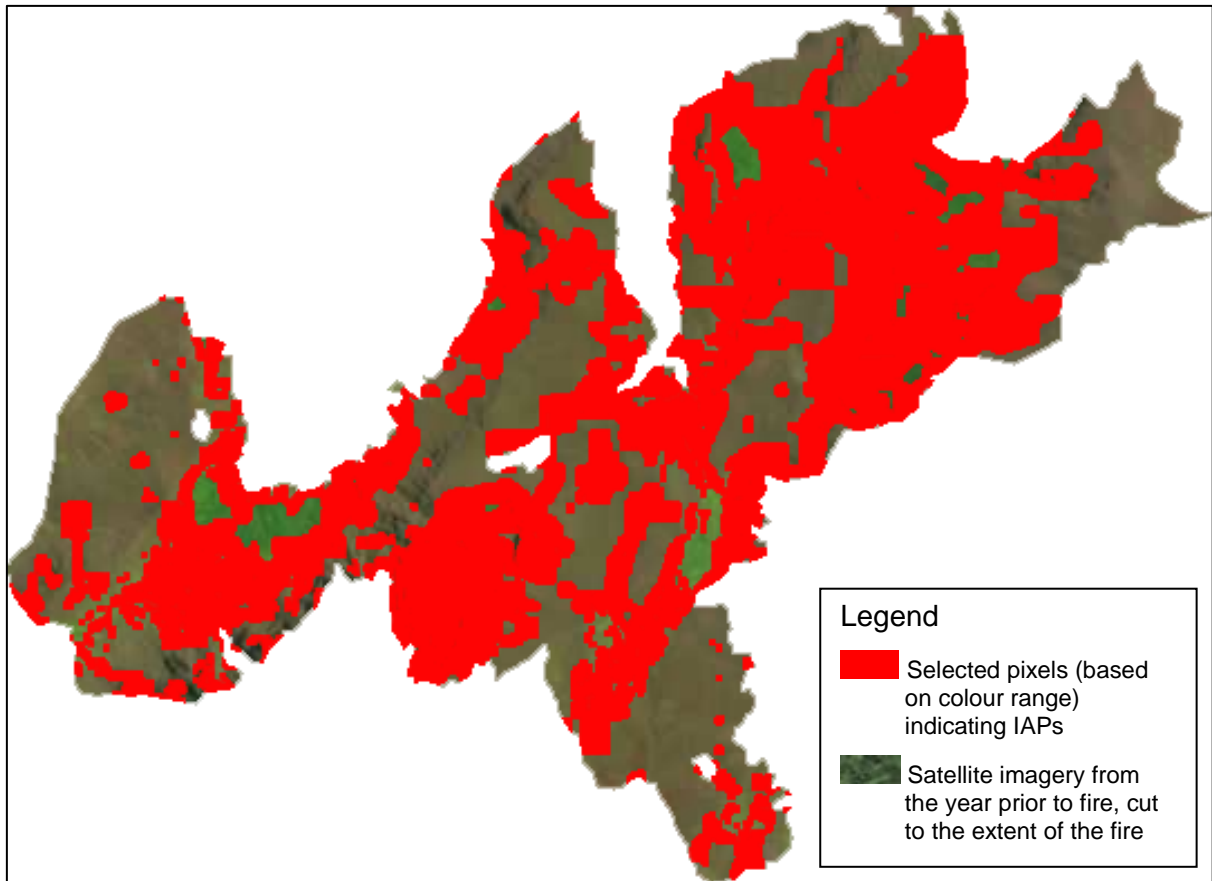 Legend
Selected pixels (based
on colour range)
indicating IAPs
Satellite imagery from
the year prior to fire, cut
to the extent of the fire